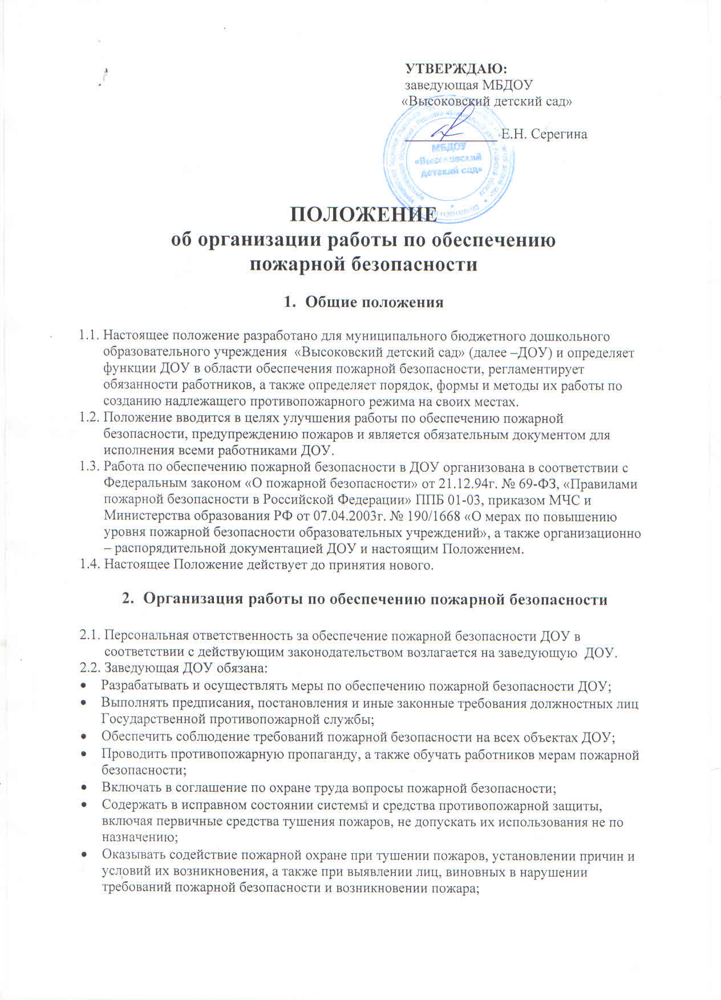 УТВЕРЖДАЮ:
заведующая МБДОУ
«Высоковский детский сад»
Е.Н. Серегина
МБДОУ
«Высоковский
детский сад»
ПОЛОЖЕНИЕ
об организации работы по обеспечению
пожарной безопасности
1. Общие положения
1.1. Настоящее положение разработано для муниципального бюджетного дошкольного
образовательного учреждения «Высоковский детский сад» (далее –ДОУ) и определяет
функции ДОУ в области обеспечения пожарной безопасности, регламентирует
обязанности работников, а также определяет порядок, формы и методы их работы по
созданию надлежащего противопожарного режима на своих местах.
1.2. Положение вводится в целях улучшения работы по обеспечению пожарной
безопасности, предупреждению пожаров и является обязательным документом для
исполнения всеми работниками ДОУ.
1.3. Работа по обеспечению пожарной безопасности в ДОУ организована в соответствии с
Федеральным законом «О пожарной безопасности» от 21.12.94г. № 69-ФЗ, «Правилами
пожарной безопасности в Российской Федерации» ППБ 01-03, приказом МЧС и
Министерства образования РФ от 07.04.2003г. № 190/1668 «О мерах по повышению
уровня пожарной безопасности образовательных учреждений», а также организационно
– распорядительной документацией ДОУ и настоящим Положением.
1.4. Настоящее Положение действует до принятия нового.
2. Организация работы по обеспечению пожарной безопасности
2.1. Персональная ответственность за обеспечение пожарной безопасности ДОУ в
соответствии с действующим законодательством возлагается на заведующую ДОУ.
2.2. Заведующая ДОУ обязана:
• Разрабатывать и осуществлять меры по обеспечению пожарной безопасности ДОУ;
• Выполнять предписания, постановления и иные законные требования должностных лиц
Государственной противопожарной службы;
• Обеспечить соблюдение требований пожарной безопасности на всех объектах ДОУ;
• Проводить противопожарную пропаганду, а также обучать работников мерам пожарной
безопасности;
• Включать в соглашение по охране труда вопросы пожарной безопасности;
• Содержать в исправном состоянии системы и средства противопожарной защиты,
включая первичные средства тушения пожаров, не допускать их использования не по
назначению;
• Оказывать содействие пожарной охране при тушении пожаров, установлении причин и
условий их возникновения, а также при выявлении лиц, виновных в нарушении
требований пожарной безопасности и возникновении пожара;